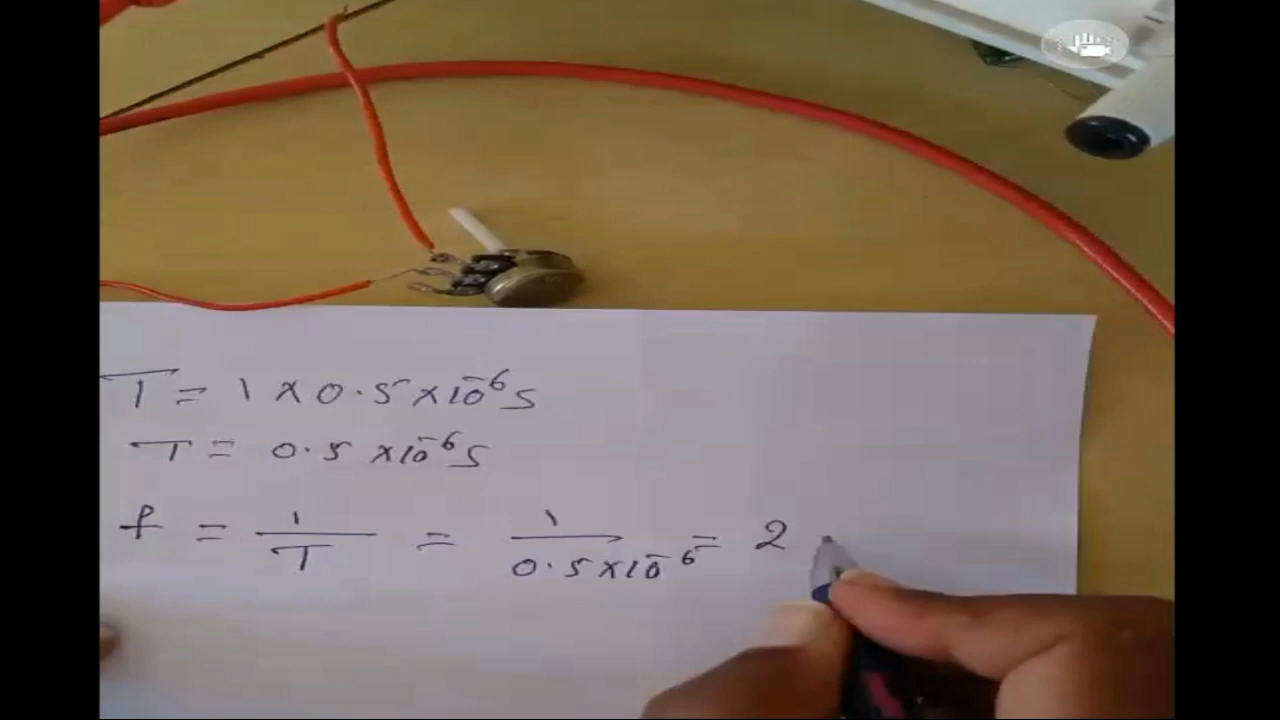 T = 1 × 0.5 × 10⁻⁶ s
T = 0.5 × 10⁻⁶ s
f = 1/T = 1/(0.5 × 10⁻⁶) = 2